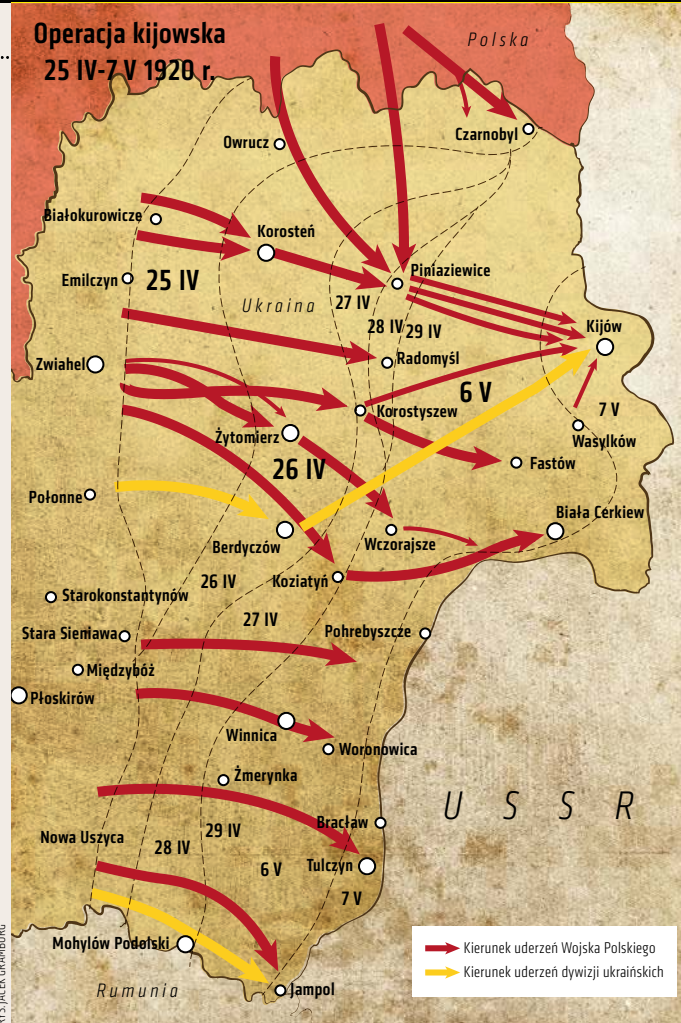 Operacja kijowska
25 IV-7 V 1920 r.
Polska
Czarnobyl
Owrucz
Białokurowicze
Korosteń
Piniaziewice
Emilczyn
25 IV
Ukraina
27 IV
28 IV
29 IV
Kijów
Zwiahel
Radomyśl
6 V
Korostyszew
7 V
Żytomierz
Wasylków
26 IV
Fastów
Połonne
Biała Cerkiew
Berdyczów
Wczorajsze
26 IV
Koziatyń
Starokonstantynów
27 IV
Stara Sieniawa
Pohrebyszcze
Międzybóż
Płoskirów
Winnica
Woronowica
Żmerynka
U S S R
Bracław
29 IV
Nowa Uszyca
28 IV
6 V
Tulczyn
7 V
Mohylów Podolski
Kierunek uderzeń Wojska Polskiego
Kierunek uderzeń dywizji ukraińskich
Rumunia
Jampol
RYS. JACEK GRAMBURG